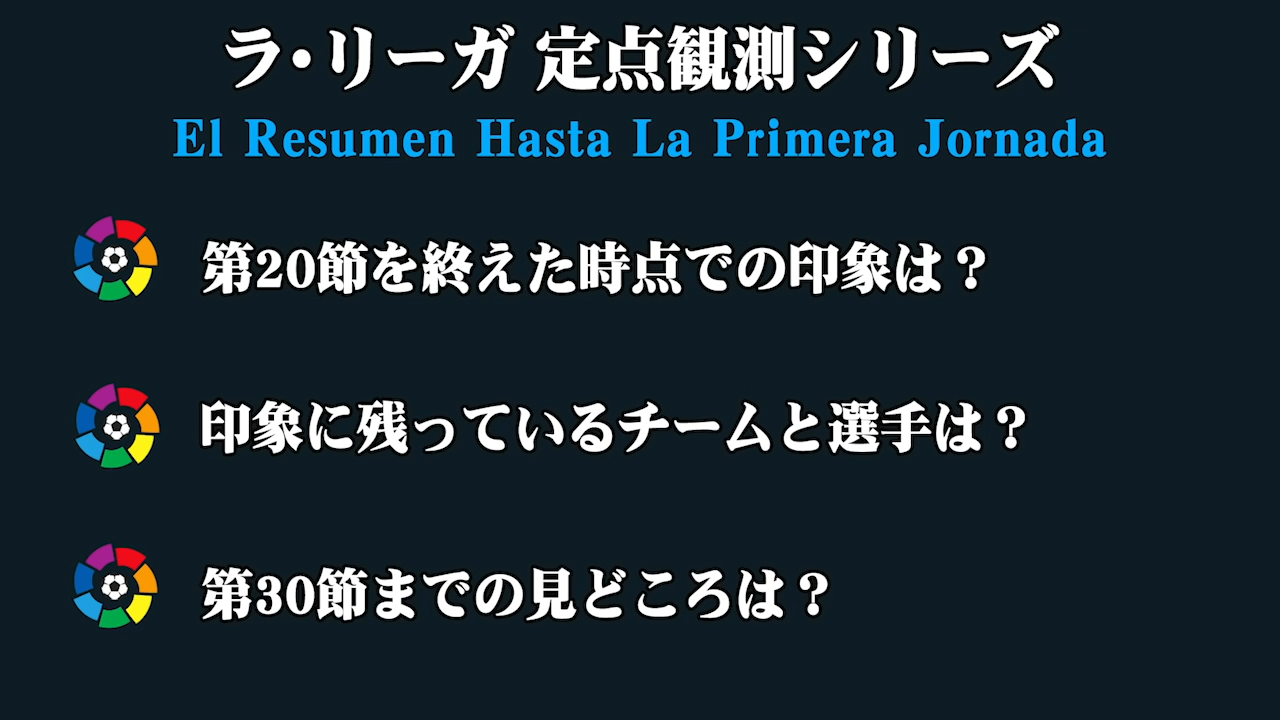 ラ・リーガ 定点観測シリーズ
El Resumen Hasta La Primera Jornada
第20節を終えた時点での印象は？
印象に残っているチームと選手は？
第30節までの見どころは？